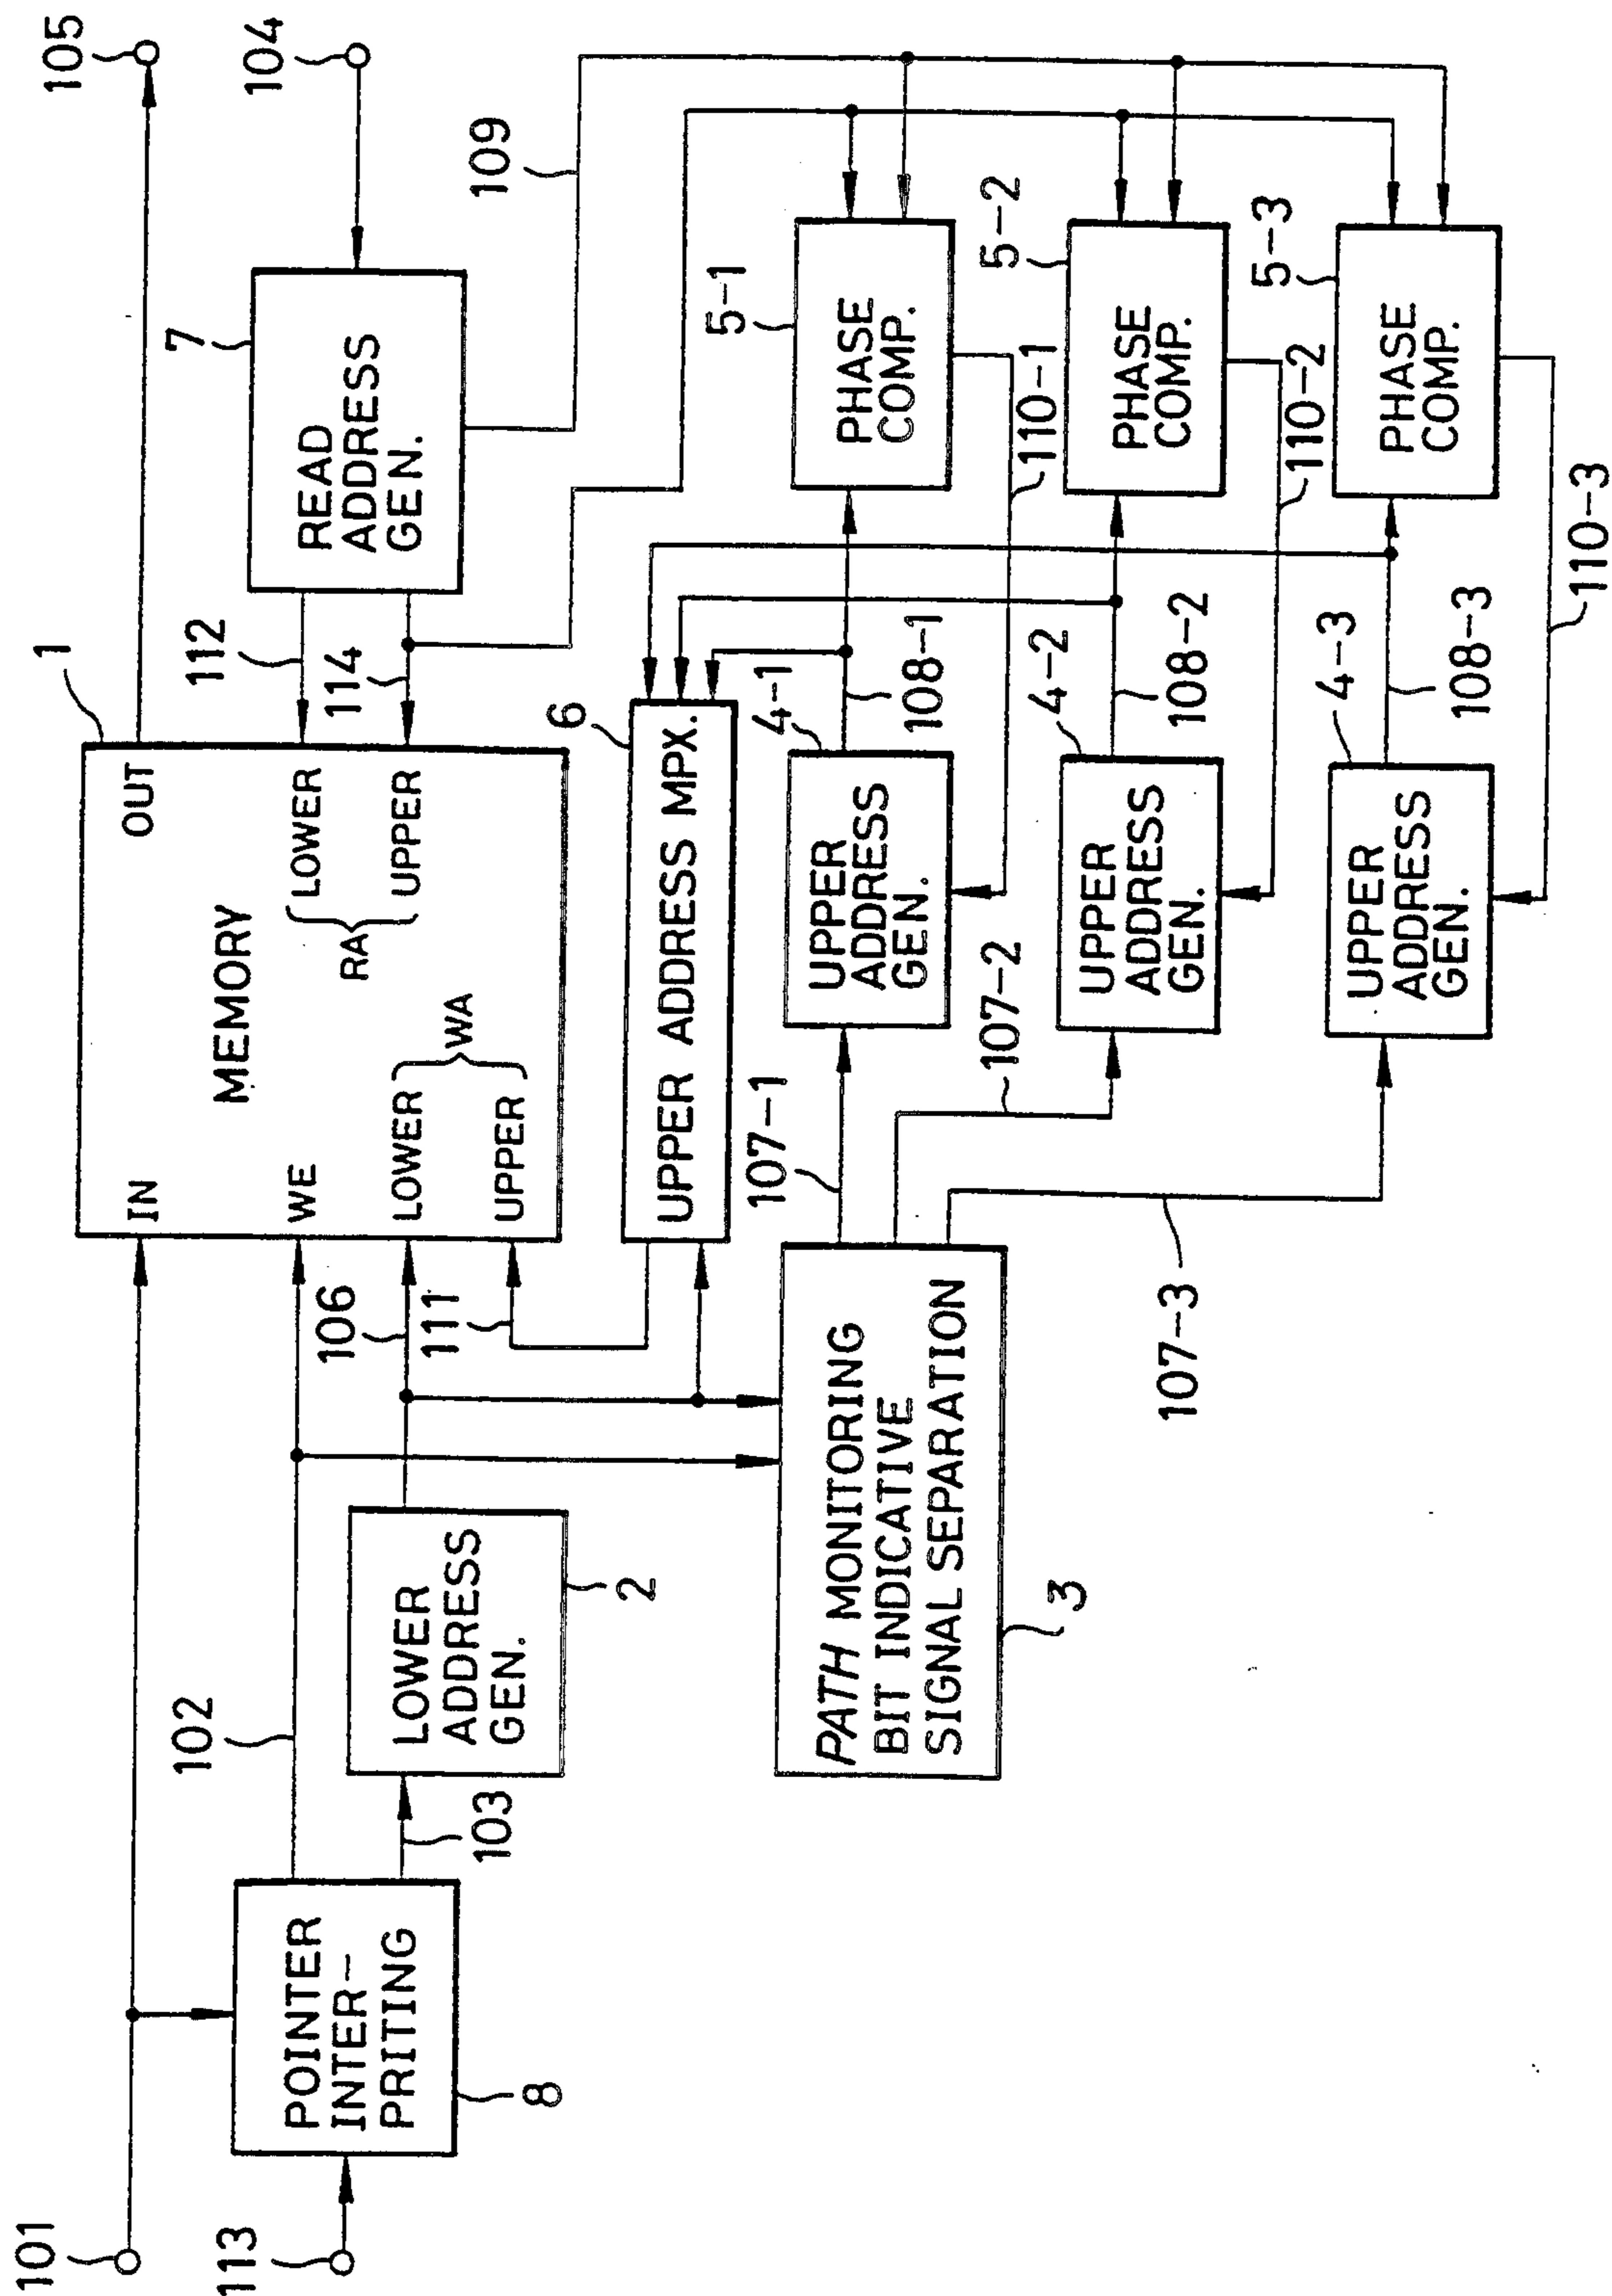 101
113
POINTER
INTER-
PRITING
8
102
103
LOWER
ADDRESS
GEN.
2
106
111
MEMORY
1
IN
WE
LOWER
UPPER
WA
OUT
LOWER
UPPER
RA
112
114
READ
ADDRESS
GEN.
7
105
104
109
UPPER ADDRESS MPX.
6
PATH MONITORING
BIT INDICATIVE
SIGNAL SEPARATION
3
107-1
107-2
107-3
UPPER
ADDRESS
GEN.
4-1
108-1
PHASE
COMP.
5-1
110-1
UPPER
ADDRESS
GEN.
4-2
108-2
PHASE
COMP.
5-2
110-2
UPPER
ADDRESS
GEN.
4-3
108-3
PHASE
COMP.
5-3
110-3